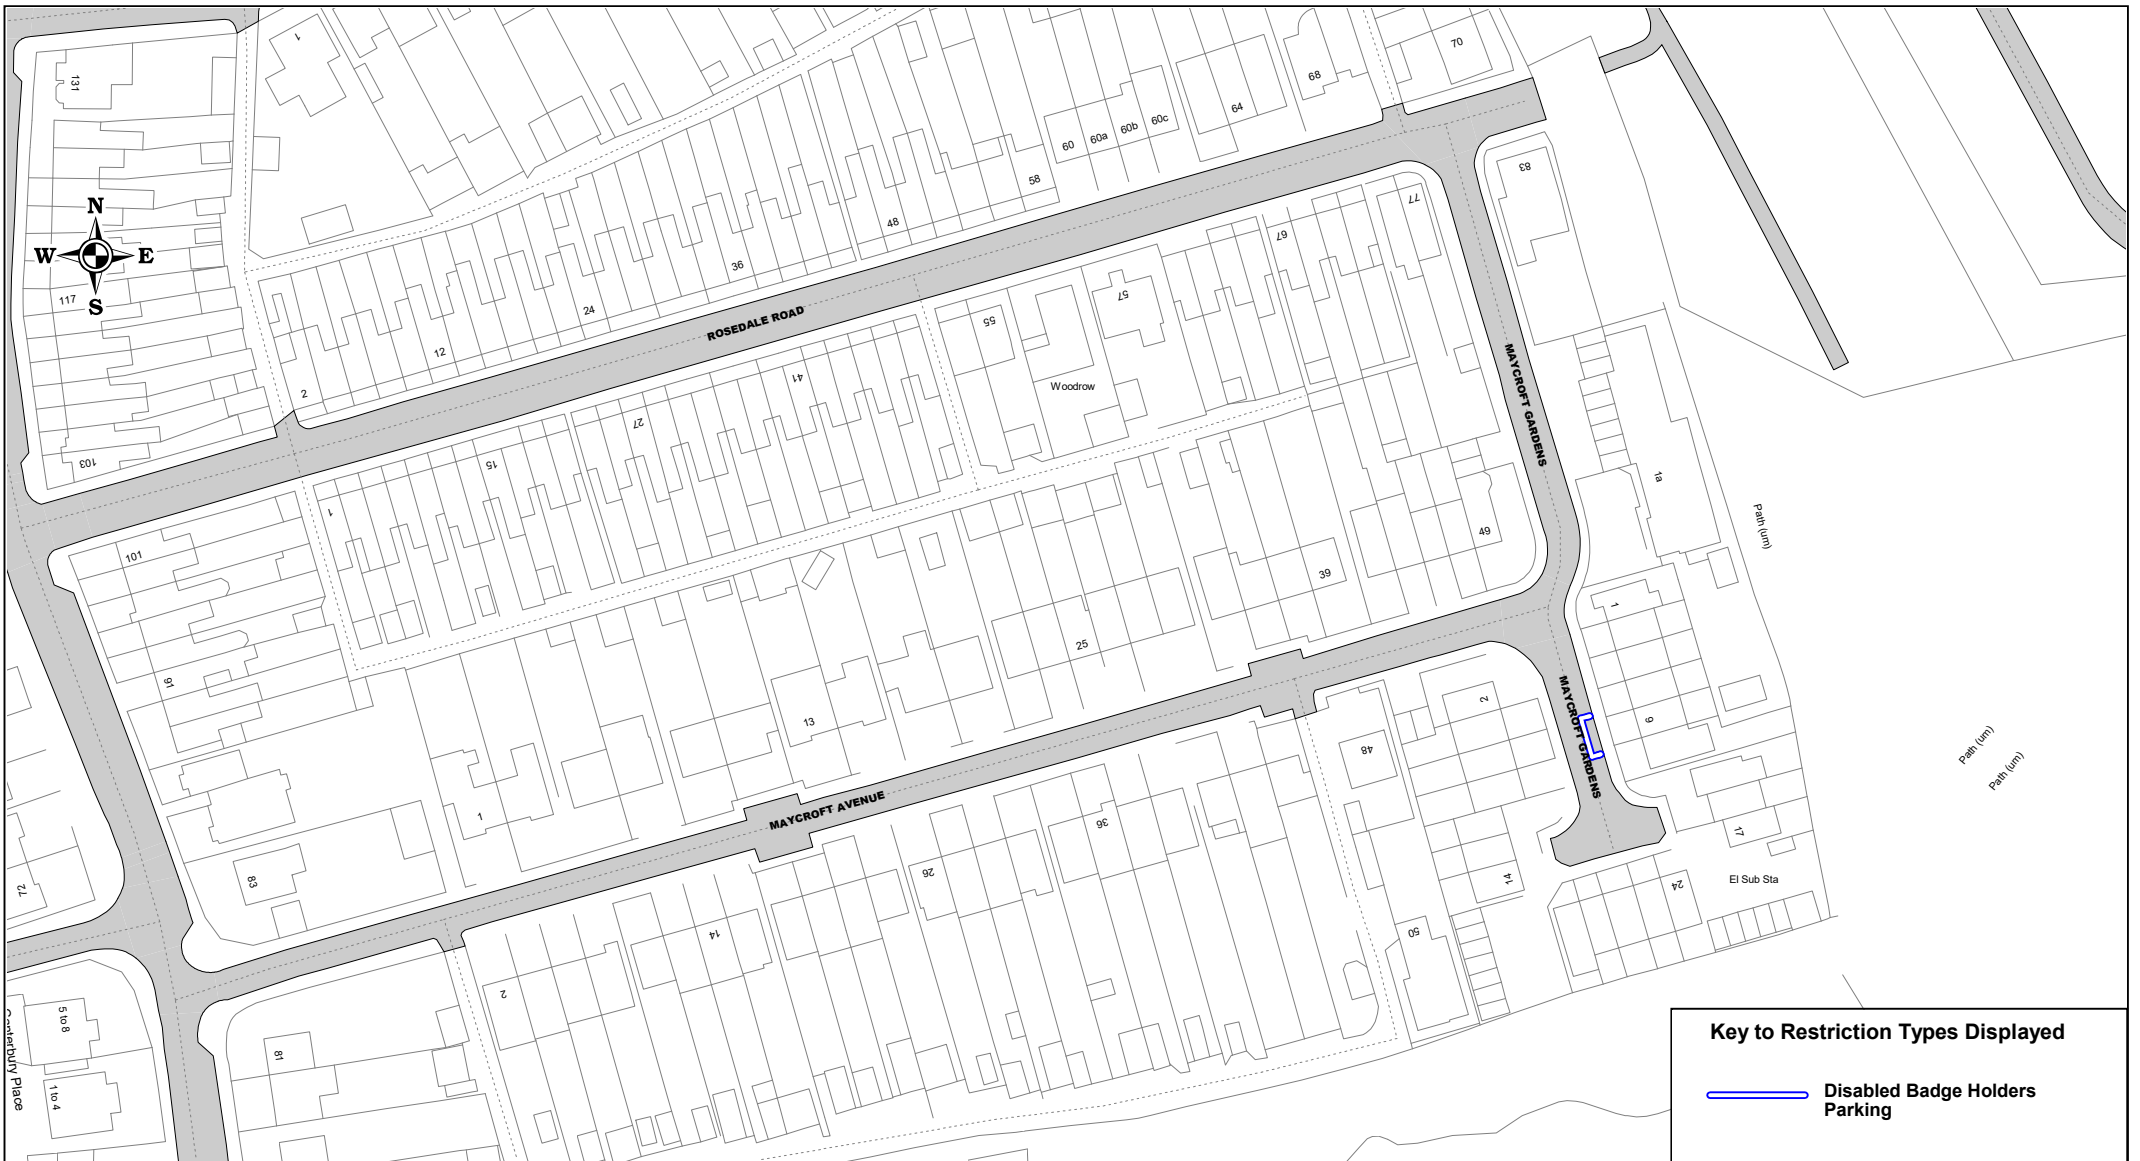 1
131
70
68
64
60
60a
60b
60c
58
48
36
24
12
2
N
W
E
S
117
103
ROSEDALE ROAD
83
77
67
57
55
Woodrow
41
27
15
1
101
91
MAYCROFT GARDENS
1a
Path (um)
49
39
25
13
1
1
9
2
MAYCROFT GARDENS
48
17
14
24
El Sub Sta
50
Path (um)
Path (um)
MAYCROFT AVENUE
36
26
14
2
83
72
81
5 to 8
1 to 4
Canterbury Place
Key to Restriction Types Displayed
Disabled Badge Holders
Parking